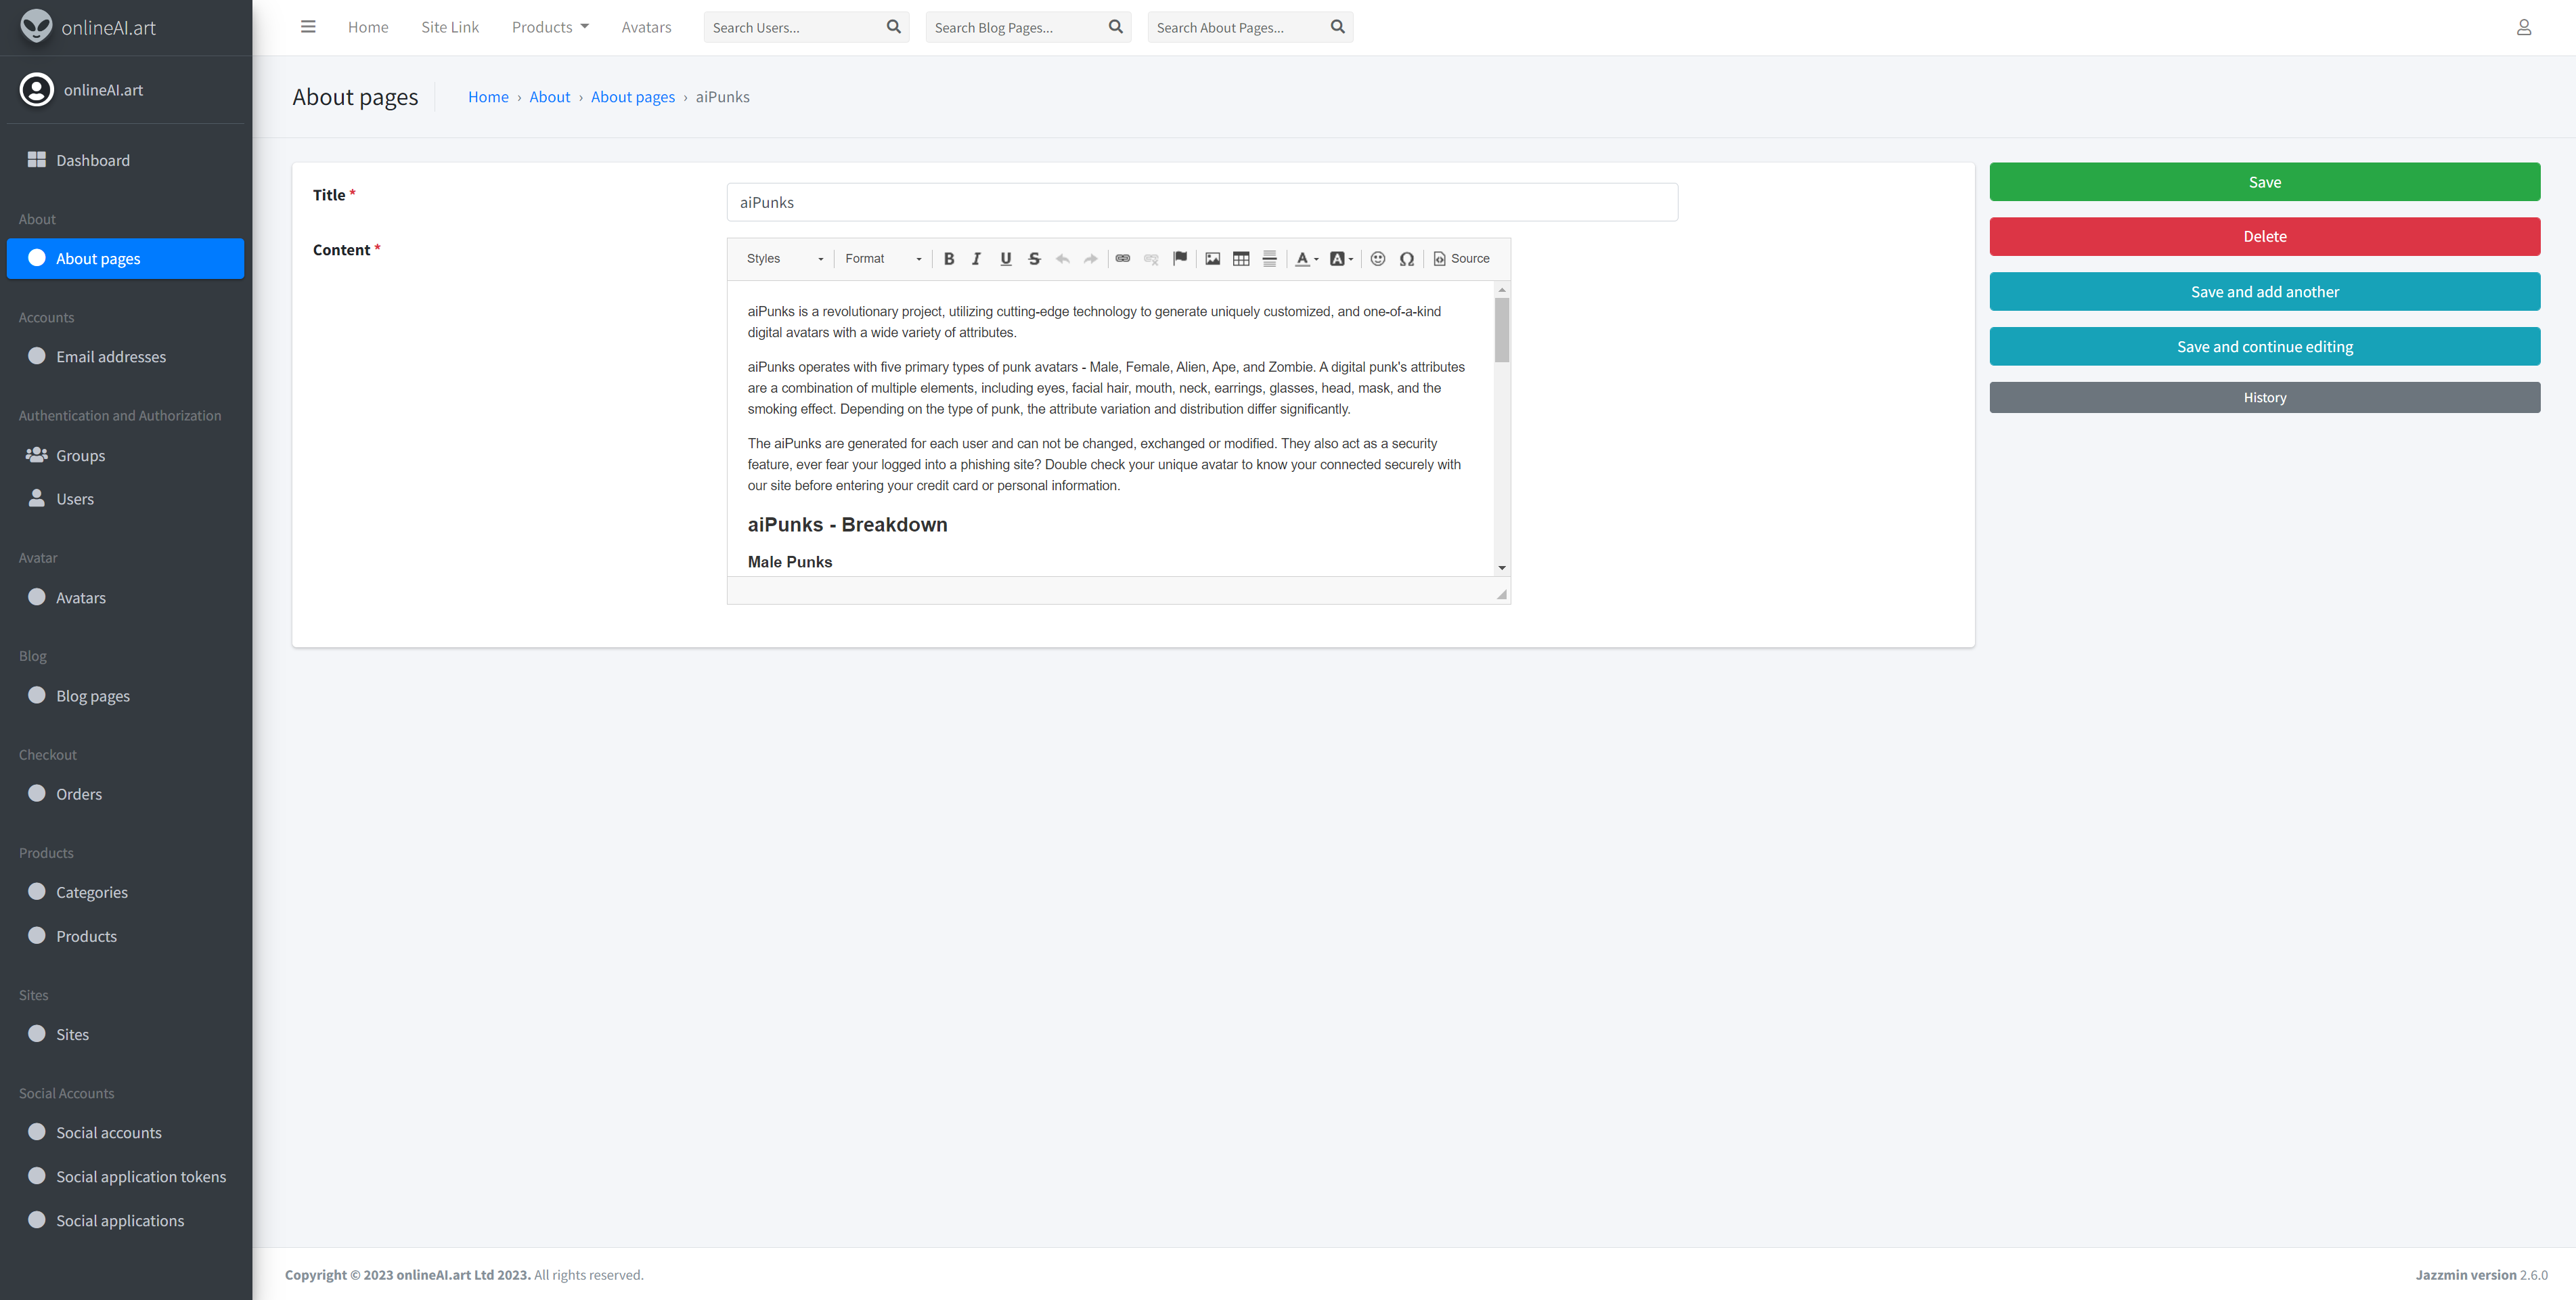 onlineAI.art
Home
Site Link
Products
Avatars
Search Users...
Search Blog Pages...
Search About Pages...
onlineAI.art
Dashboard
About
About pages
Accounts
Email addresses
Authentication and Authorization
Groups
Users
Avatar
Avatars
Blog
Blog pages
Checkout
Orders
Products
Categories
Products
Sites
Sites
Social Accounts
Social accounts
Social application tokens
Social applications
About pages
Home › About › About pages › aiPunks
Title *
aiPunks
Content *
Styles
Format
B I U S
A
A
Ω
Source
aiPunks is a revolutionary project, utilizing cutting-edge technology to generate uniquely customized, and one-of-a-kind
digital avatars with a wide variety of attributes.
aiPunks operates with five primary types of punk avatars - Male, Female, Alien, Ape, and Zombie. A digital punk's attributes
are a combination of multiple elements, including eyes, facial hair, mouth, neck, earrings, glasses, head, mask, and the
smoking effect. Depending on the type of punk, the attribute variation and distribution differ significantly.
The aiPunks are generated for each user and can not be changed, exchanged or modified. They also act as a security
feature, ever fear your logged into a phishing site? Double check your unique avatar to know your connected securely with
our site before entering your credit card or personal information.
aiPunks - Breakdown
Male Punks
Save
Delete
Save and add another
Save and continue editing
History
Copyright © 2023 onlineAI.art Ltd 2023. All rights reserved.
Jazzmin version 2.6.0